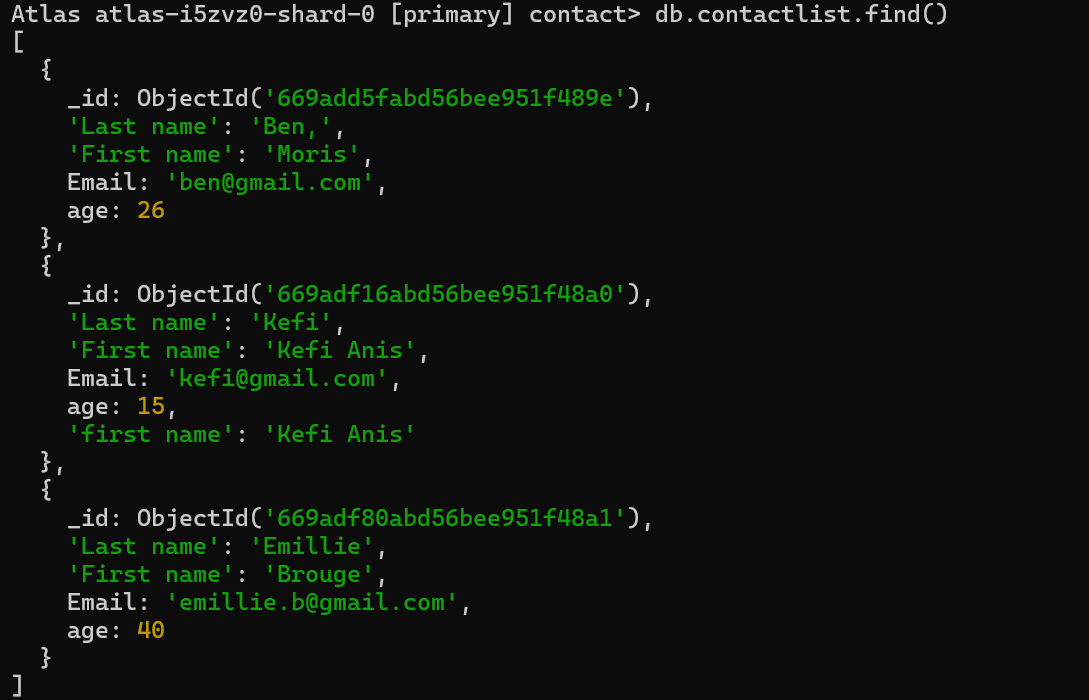 Atlas atlas-i5zvz0-shard-0 [primary] contact> db.contactlist.find()
[
  {
    _id: ObjectId('669add5fabd56bee951f489e'),
    'Last name': 'Ben,',
    'First name': 'Moris',
    Email: 'ben@gmail.com',
    age: 26
  },
  {
    _id: ObjectId('669adf16abd56bee951f48a0'),
    'Last name': 'Kefi',
    'First name': 'Kefi Anis',
    Email: 'kefi@gmail.com',
    age: 15,
    'first name': 'Kefi Anis'
  },
  {
    _id: ObjectId('669adf80abd56bee951f48a1'),
    'Last name': 'Emillie',
    'First name': 'Brouge',
    Email: 'emillie.b@gmail.com',
    age: 40
  }
]